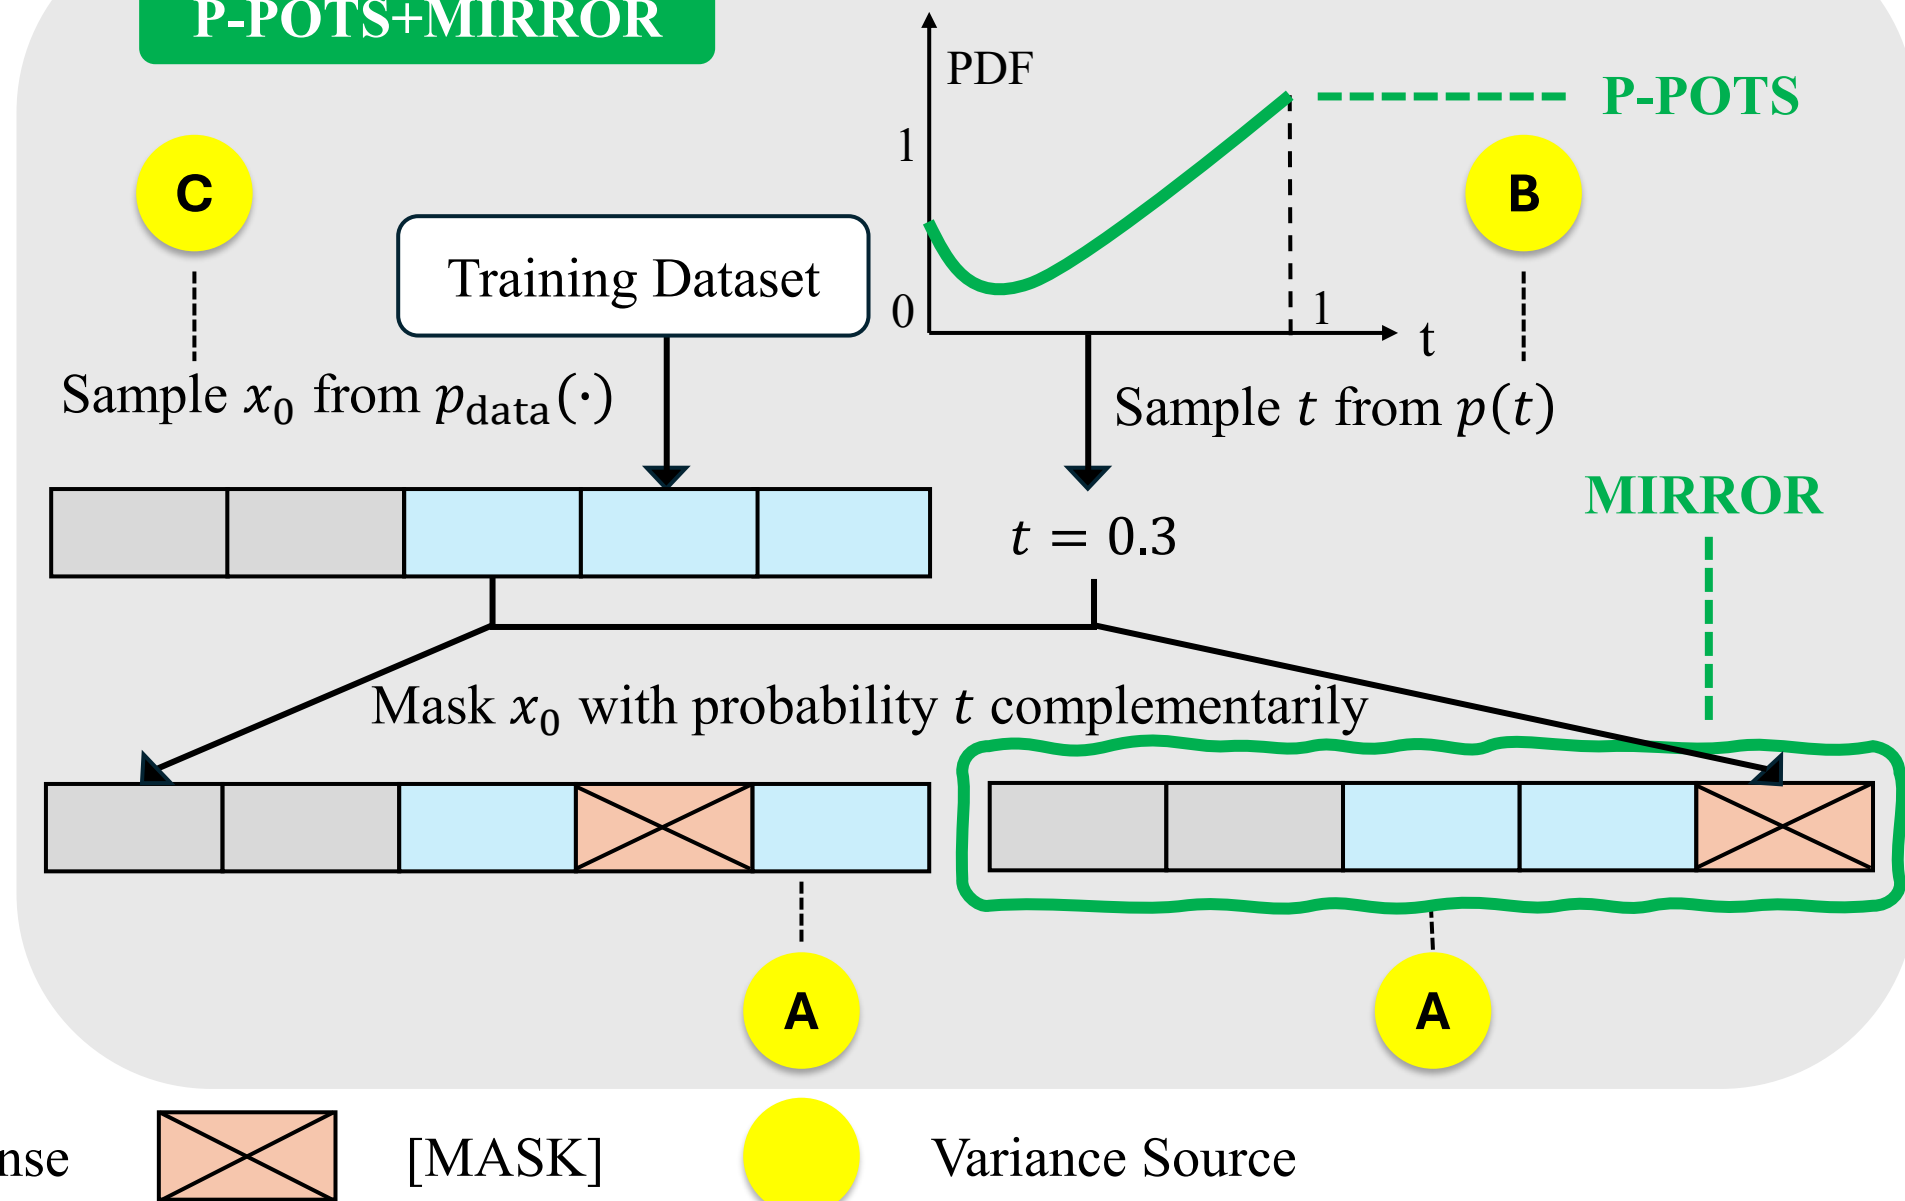 P-POTS+MIRROR
PDF
P-POTS
1
C
B
Training Dataset
0
1
t
Sample x₀ from p_data(·)
Sample t from p(t)
MIRROR
t = 0.3
Mask x₀ with probability t complementarily
A
A
nse
[MASK]
Variance Source